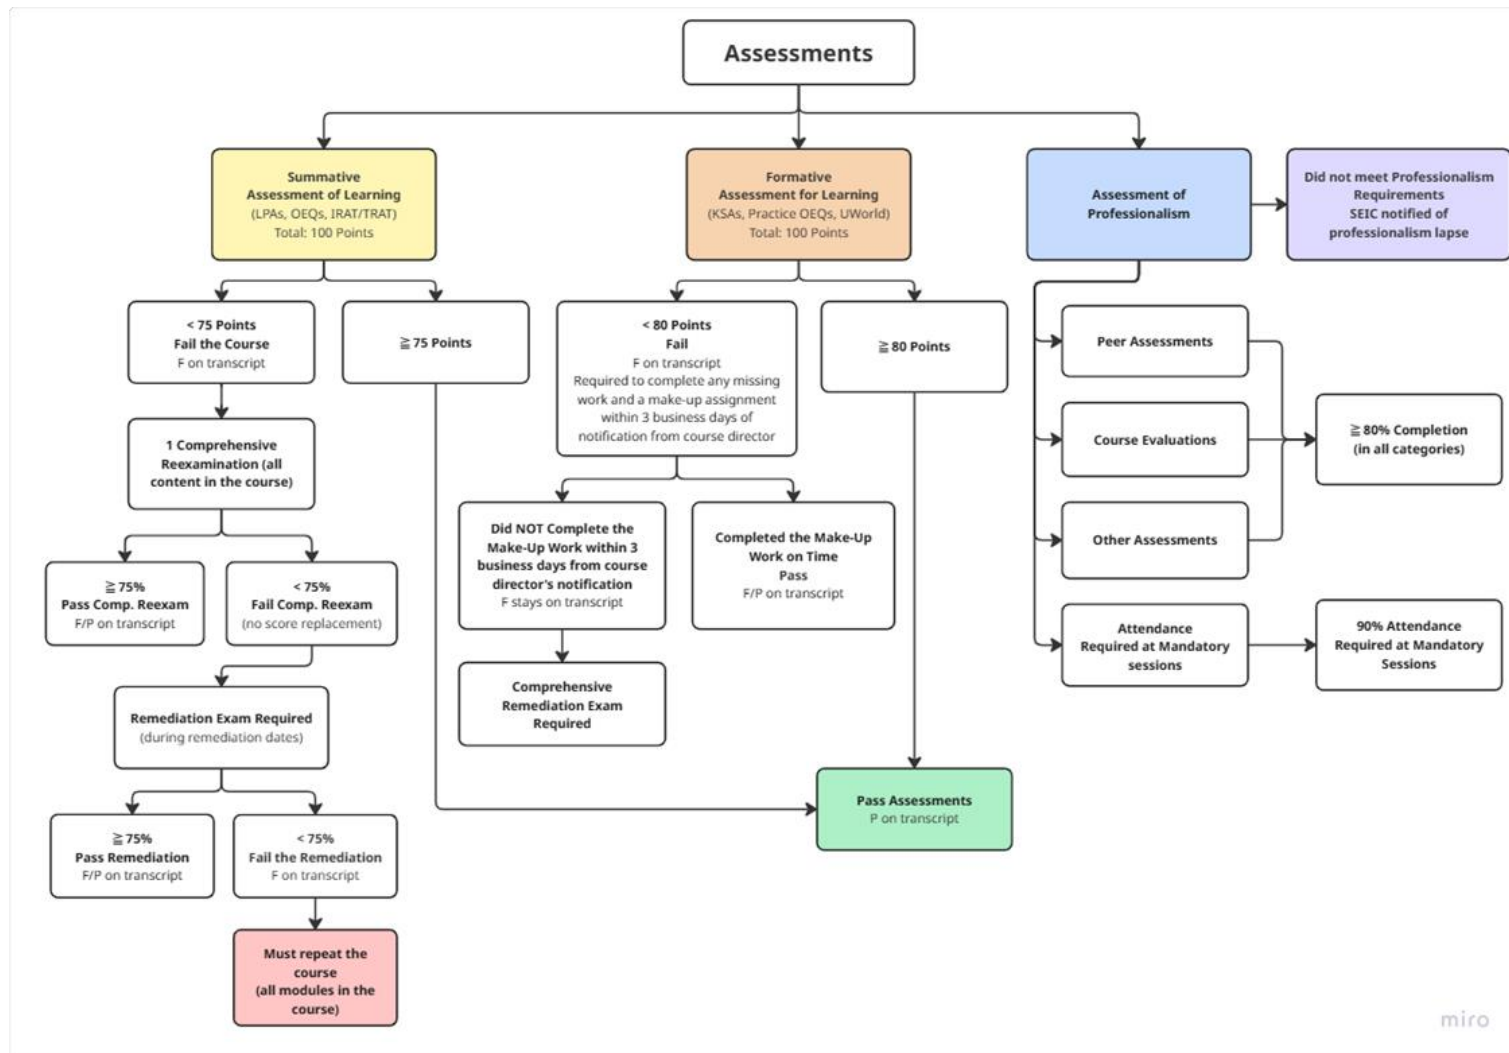 Assessments
Summative
Assessment of Learning
(LPAs, OEQs, IRAT/TRAT)
Total: 100 Points
Formative
Assessment for Learning
(KSAs, Practice OEQs, UWorld)
Total: 100 Points
Assessment of
Professionalism
Did not meet Professionalism
Requirements
SEIC notified of
professionalism lapse
< 75 Points
Fail the Course
F on transcript
≧ 75 Points
< 80 Points
Fail
F on transcript
Required to complete any missing
work and a make-up assignment
within 3 business days of
notification from course director
≧ 80 Points
Peer Assessments
Course Evaluations
Other Assessments
≧ 80% Completion
(in all categories)
Attendance
Required at Mandatory
sessions
90% Attendance
Required at Mandatory
Sessions
1 Comprehensive
Reexamination (all
content in the course)
≧ 75%
Pass Comp. Reexam
F/P on transcript
< 75%
Fail Comp. Reexam
(no score replacement)
Did NOT Complete the
Make-Up Work within 3
business days from course
director's notification
F stays on transcript
Completed the Make-Up
Work on Time
Pass
F/P on transcript
Comprehensive
Remediation Exam
Required
Remediation Exam Required
(during remediation dates)
≧ 75%
Pass Remediation
F/P on transcript
< 75%
Fail the Remediation
F on transcript
Pass Assessments
P on transcript
Must repeat the
course
(all modules in the
course)
miro